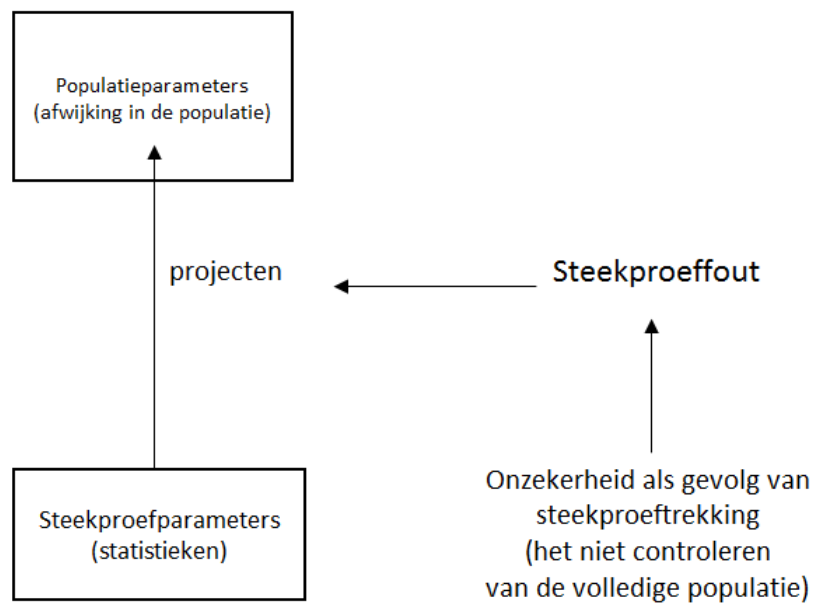 Populatieparameters
(afwijking in de populatie)
projecten
Steekproeffout
Steekproefparameters
(statistieken)
Onzekerheid als gevolg van
steekproeftrekking
(het niet controleren
van de volledige populatie)